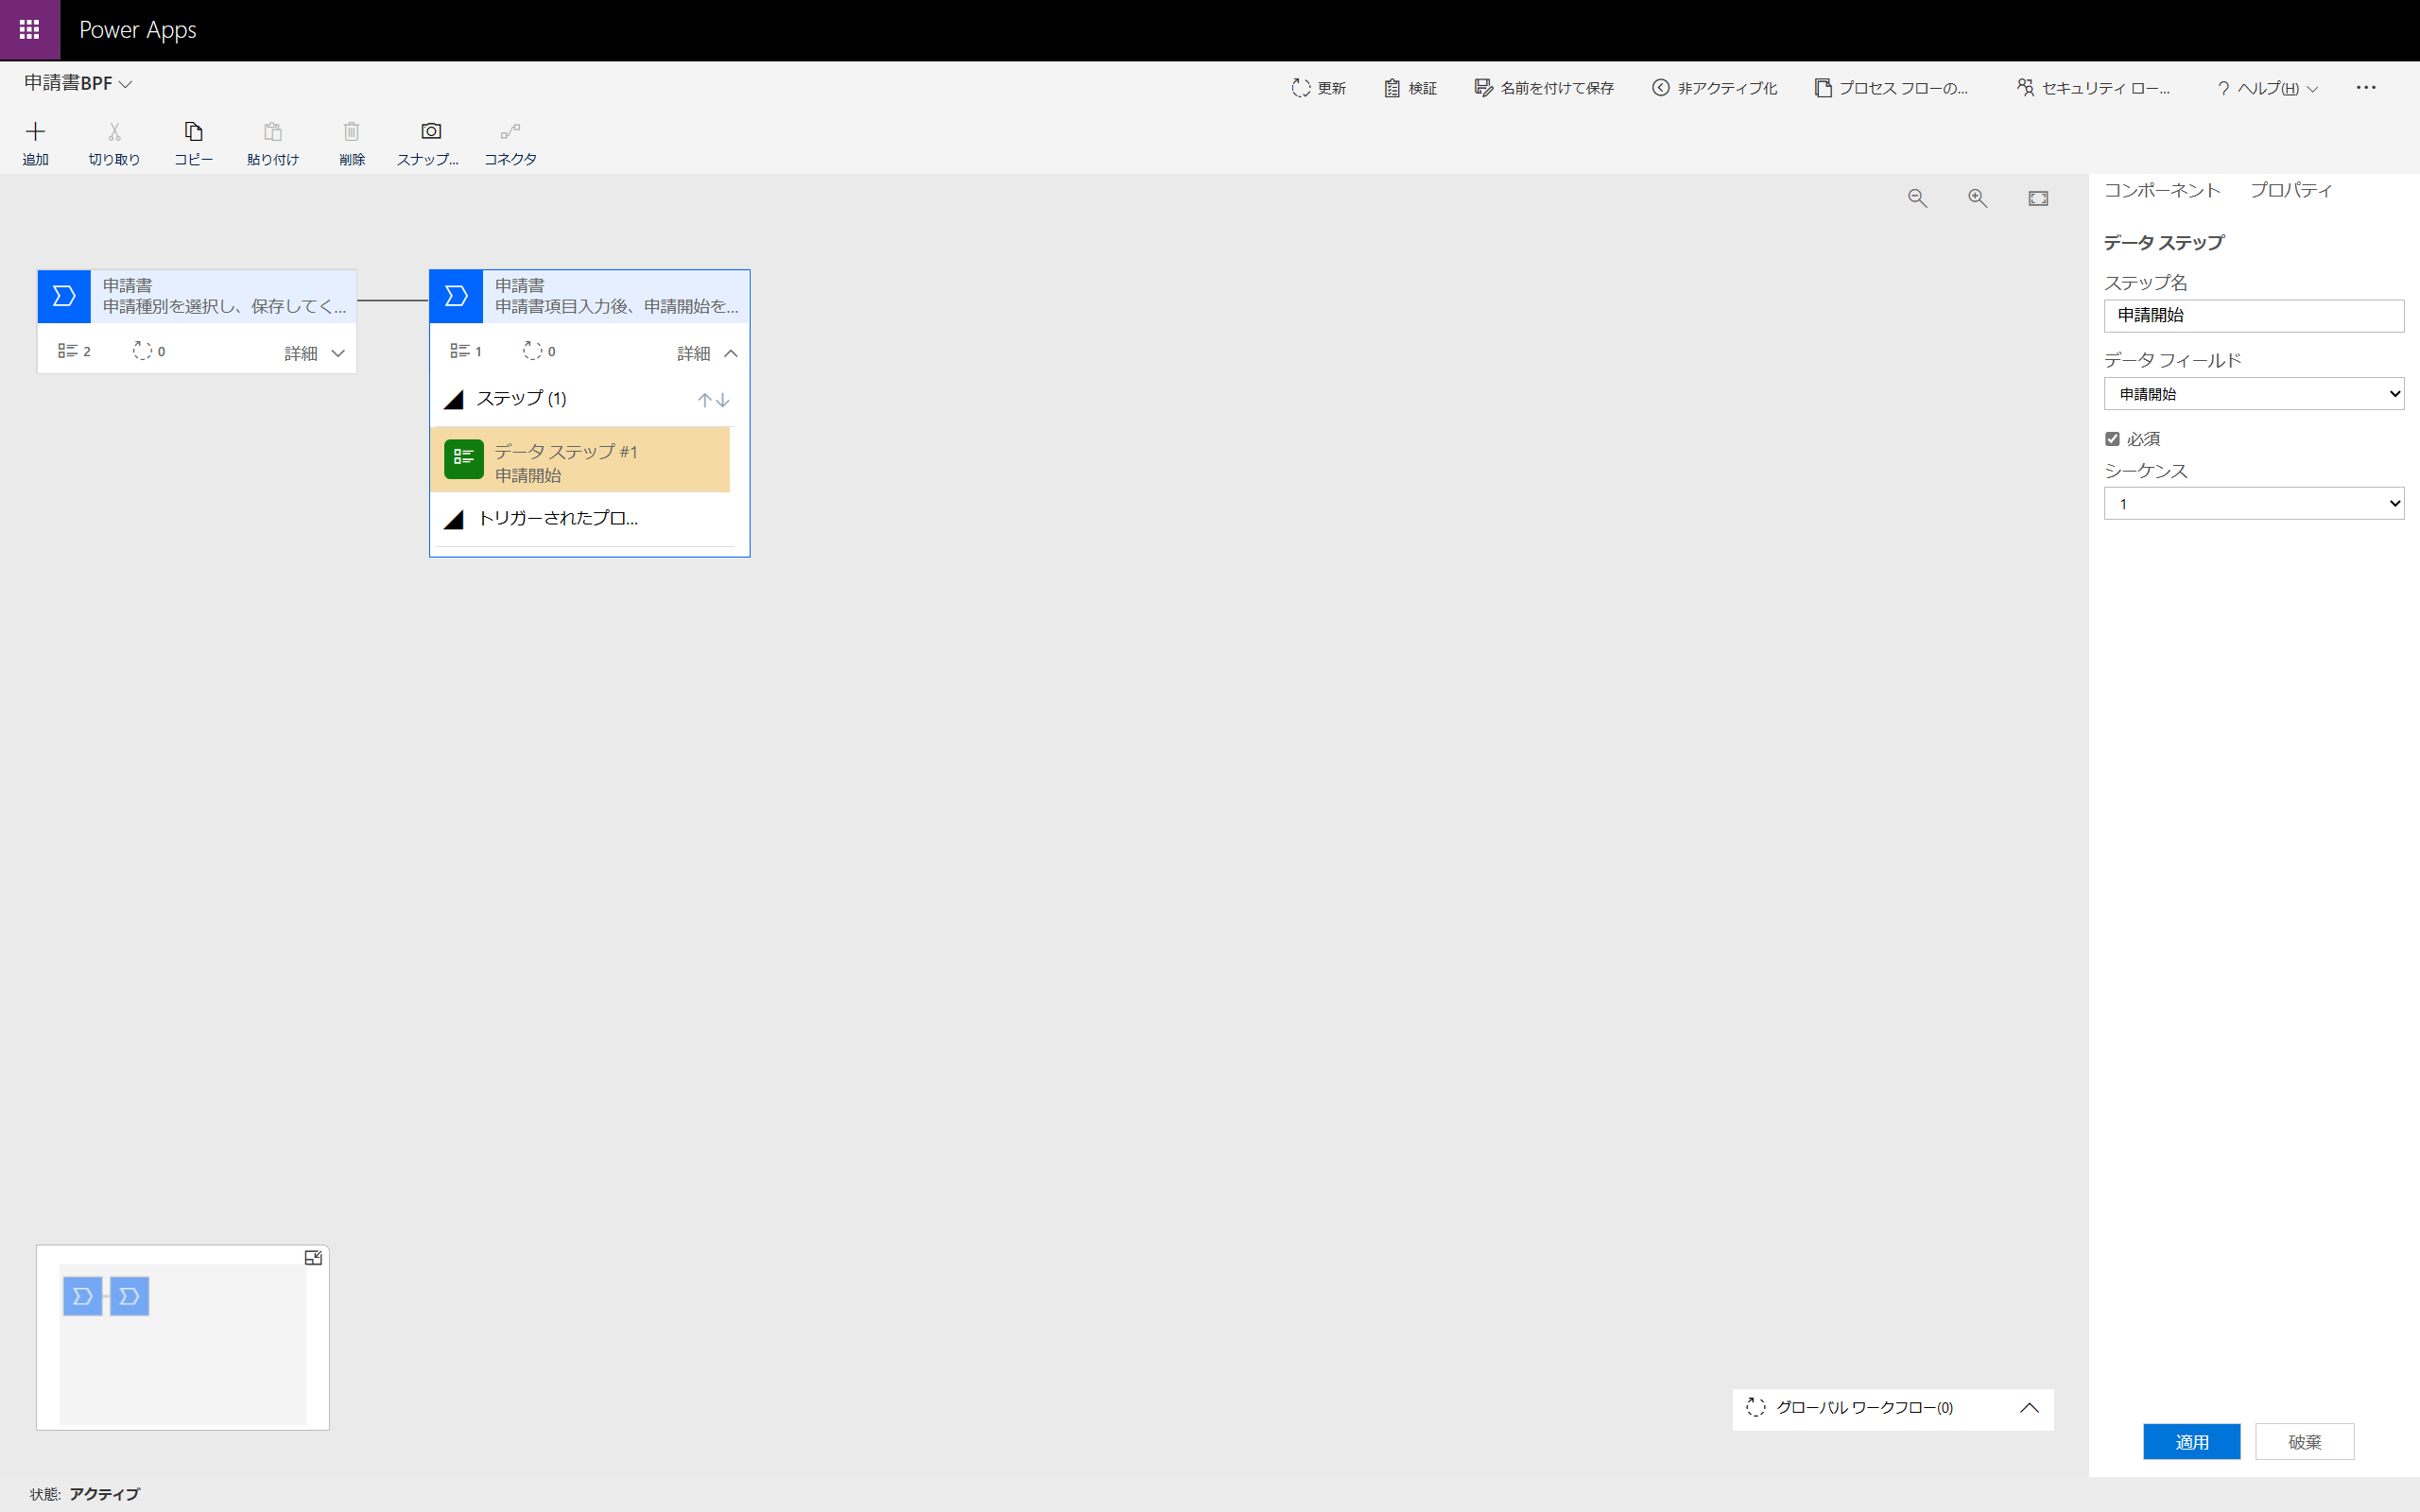 Power Apps
申請書BPF
更新
検証
名前を付けて保存
非アクティブ化
プロセス フローの...
セキュリティ ロー...
? ヘルプ(H)
追加
切り取り
コピー
貼り付け
削除
スナップ...
コネクタ
コンポーネント
プロパティ
データ ステップ
ステップ名
申請開始
データ フィールド
申請開始
必須
シーケンス
1
申請書
申請種別を選択し、保存してく...
2
0
詳細
申請書
申請書項目入力後、申請開始を...
1
0
詳細
ステップ (1)
データ ステップ #1
申請開始
トリガーされたプロ...
グローバル ワークフロー(0)
適用
破棄
状態: アクティブ